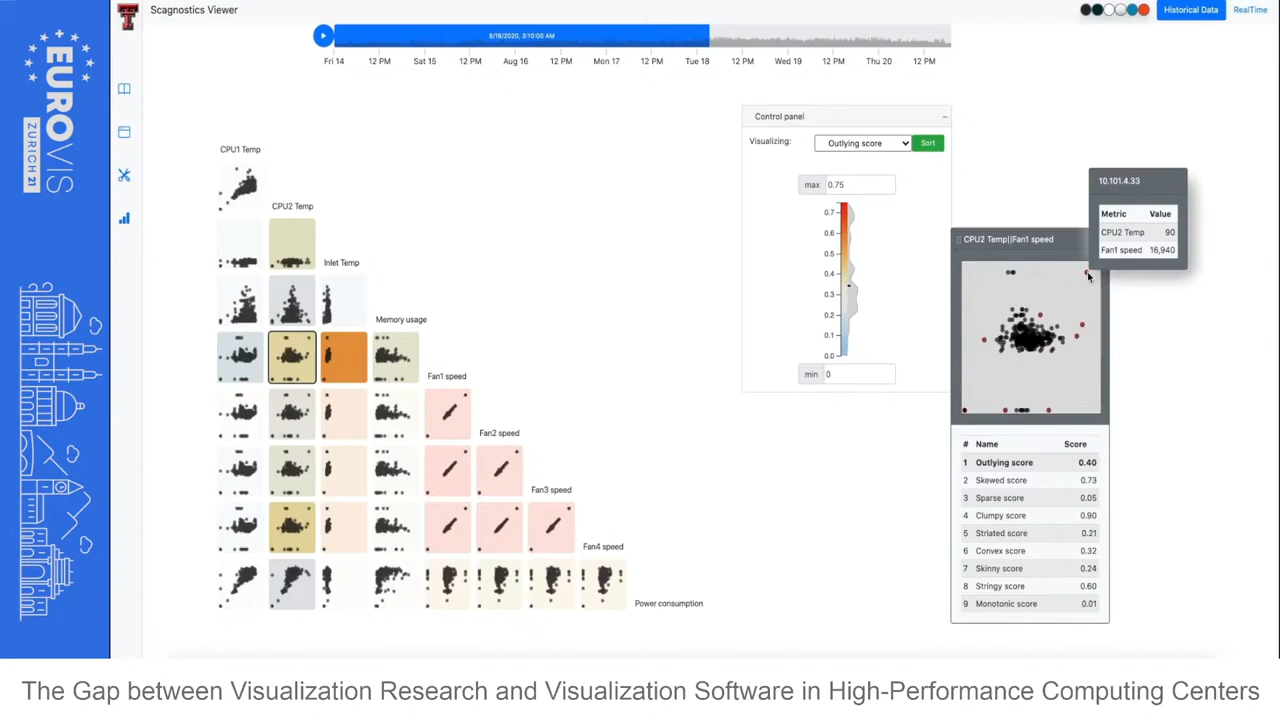 EUROVIS
ZURICH 21
Scagnostics Viewer
Historical Data
RealTime
8/18/2020, 3:10:00 AM
Fri 14
12 PM
Sat 15
12 PM
Aug 16
12 PM
Mon 17
12 PM
Tue 18
12 PM
Wed 19
12 PM
Thu 20
12 PM
CPU1 Temp
CPU2 Temp
Inlet Temp
Memory usage
Fan1 speed
Fan2 speed
Fan3 speed
Fan4 speed
Power consumption
Control panel
Visualizing:
Outlying score
Sort
max 0.75
0.7
0.6
0.5
0.4
0.3
0.2
0.1
0.0
min 0
10.101.4.33
Metric Value
CPU2 Temp 90
Fan1 speed 16,940
CPU2 Temp||Fan1 speed
# Name Score
1 Outlying score 0.40
2 Skewed score 0.73
3 Sparse score 0.05
4 Clumpy score 0.90
5 Striated score 0.21
6 Convex score 0.32
7 Skinny score 0.24
8 Stringy score 0.60
9 Monotonic score 0.01
The Gap between Visualization Research and Visualization Software in High-Performance Computing Centers